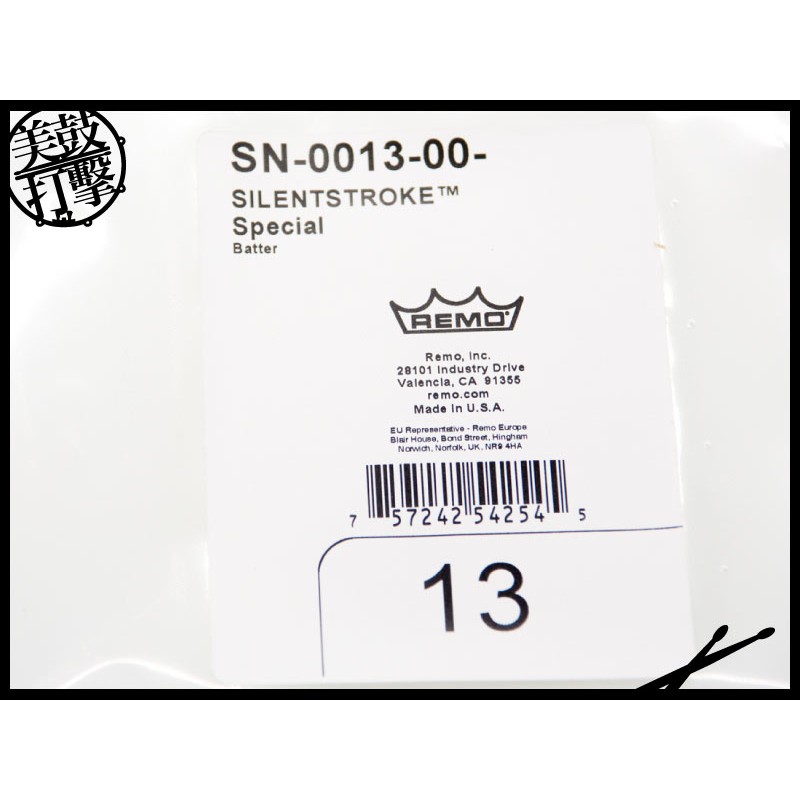 美鼓
打擊
SN-0013-00-
SILENTSTROKE™
Special
Batter
REMO
Remo, Inc.
28101 Industry Drive
Valencia, CA 91355
remo.com
Made in U.S.A.
EU Representative - Remo Europe
Blair House, Bond Street, Hingham
Norwich, Norfolk, UK, NR9 4HA
7 57242 54254 5
13